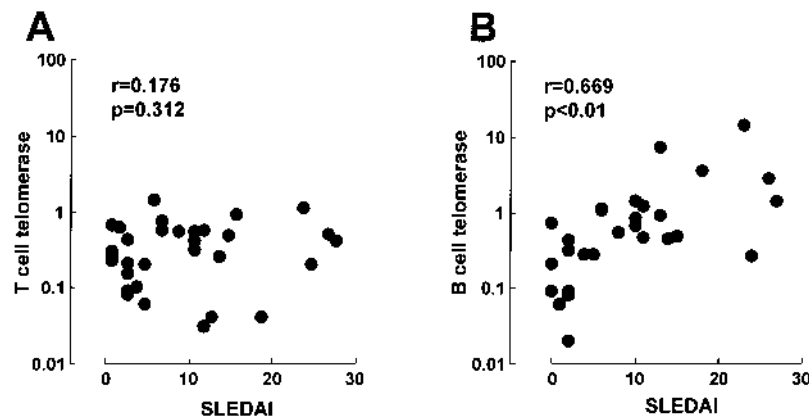 A
100
10
1
0.1
0.01
T cell telomerase
r=0.176
p=0.312
0 10 20 30
SLEDAI
B
100
10
1
0.1
0.01
B cell telomerase
r=0.669
p<0.01
0 10 20 30
SLEDAI